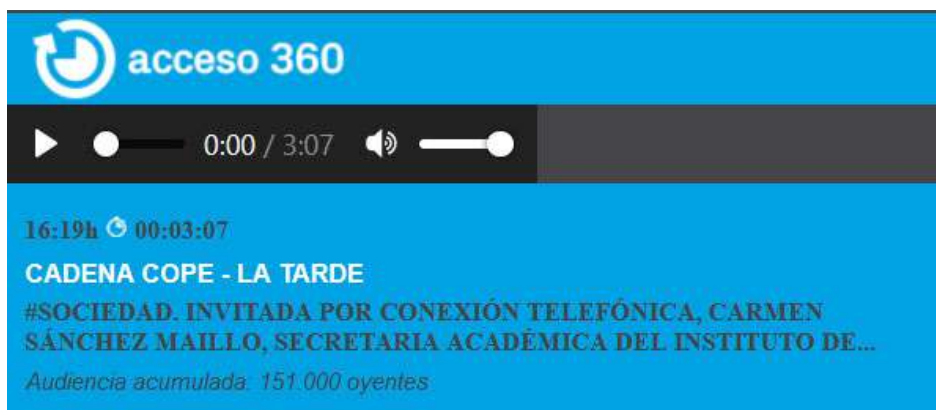 acceso 360
0:00 / 3:07
16:19h 00:03:07
CADENA COPE - LA TARDE
#SOCIEDAD. INVITADA POR CONEXIÓN TELEFÓNICA, CARMEN
SÁNCHEZ MAILLO, SECRETARIA ACADÉMICA DEL INSTITUTO DE...
Audiencia acumulada: 151.000 oyentes